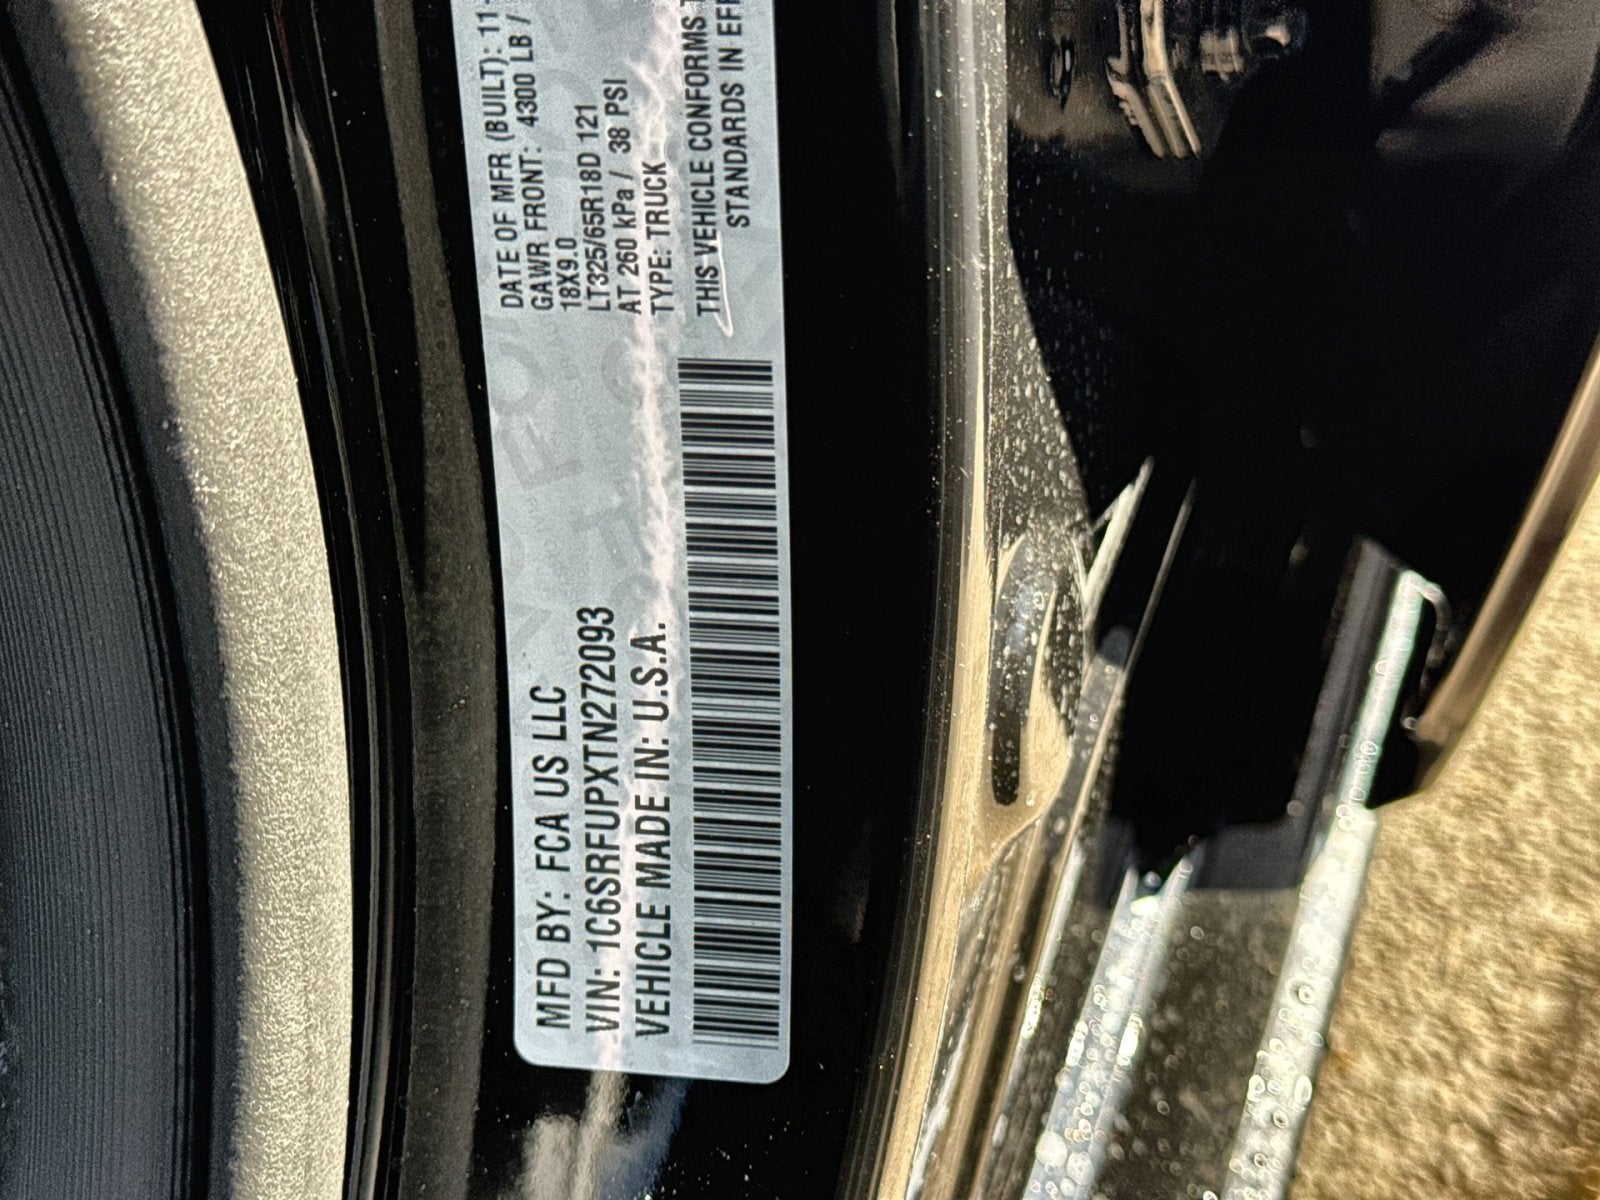 MFD BY: FCA US LLC
VIN: 1C6SRFUPXTN272093
VEHICLE MADE IN: U.S.A.
DATE OF MFR (BUILT): 11-
GAWR FRONT: 4300 LB /
18X9.0
LT325/65R18D 121
AT 260 kPa / 38 PSI
TYPE: TRUCK
THIS VEHICLE CONFORMS
STANDARDS IN